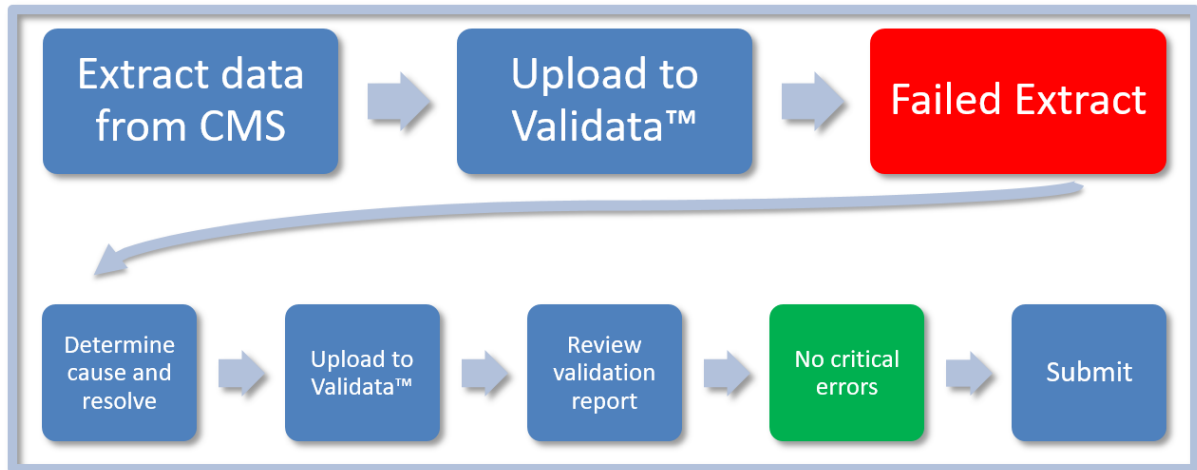 Extract data
from CMS
Upload to
Validata™
Failed Extract
Determine
cause and
resolve
Upload to
Validata™
Review
validation
report
No critical
errors
Submit